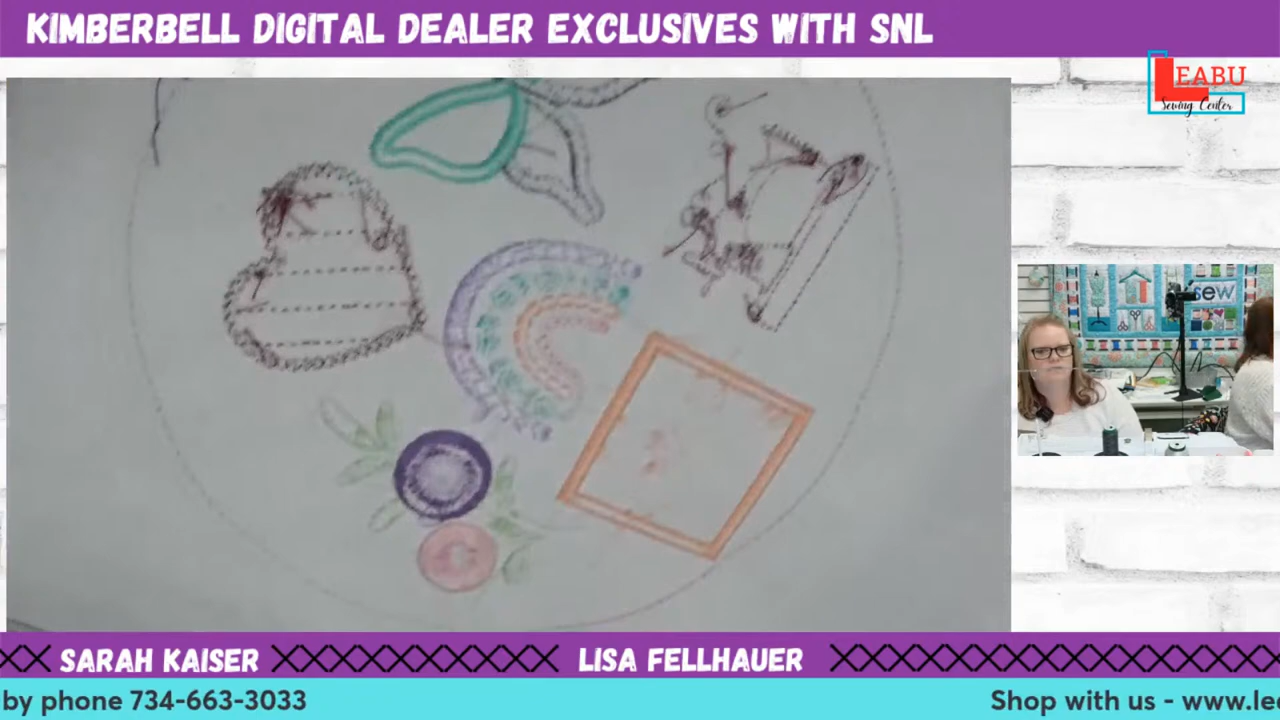 KIMBERBELL DIGITAL DEALER EXCLUSIVES WITH SNL
LEABU
Sewing Center
sew
SARAH KAISER
LISA FELLHAUER
by phone 734-663-3033
Shop with us - www.lea